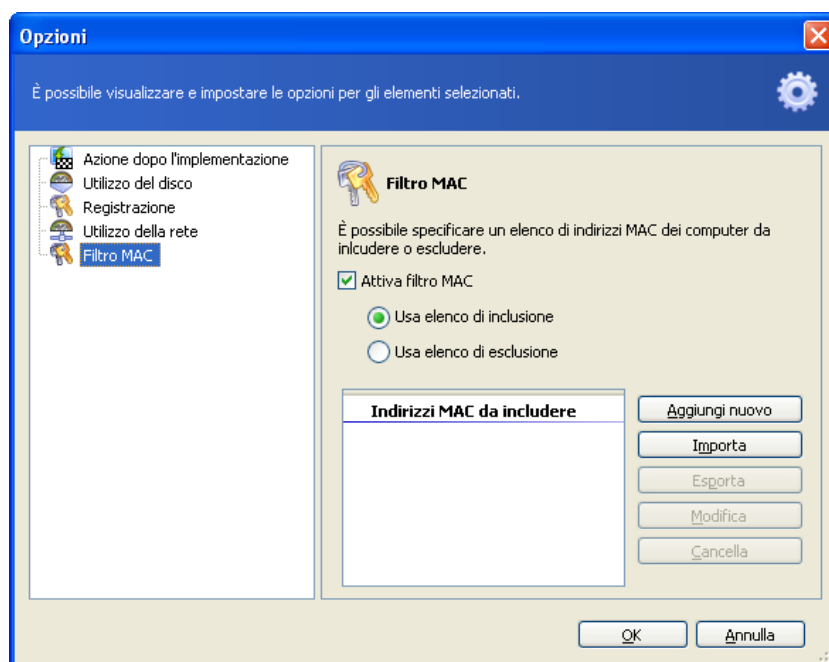 Opzioni
È possibile visualizzare e impostare le opzioni per gli elementi selezionati.
Azione dopo l'implementazione
Utilizzo del disco
Registrazione
Utilizzo della rete
Filtro MAC
Filtro MAC
È possibile specificare un elenco di indirizzi MAC dei computer da
inlcudere o escludere.
Attiva filtro MAC
Usa elenco di inclusione
Usa elenco di esclusione
Indirizzi MAC da includere
Aggiungi nuovo
Importa
Esporta
Modifica
Cancella
OK
Annulla